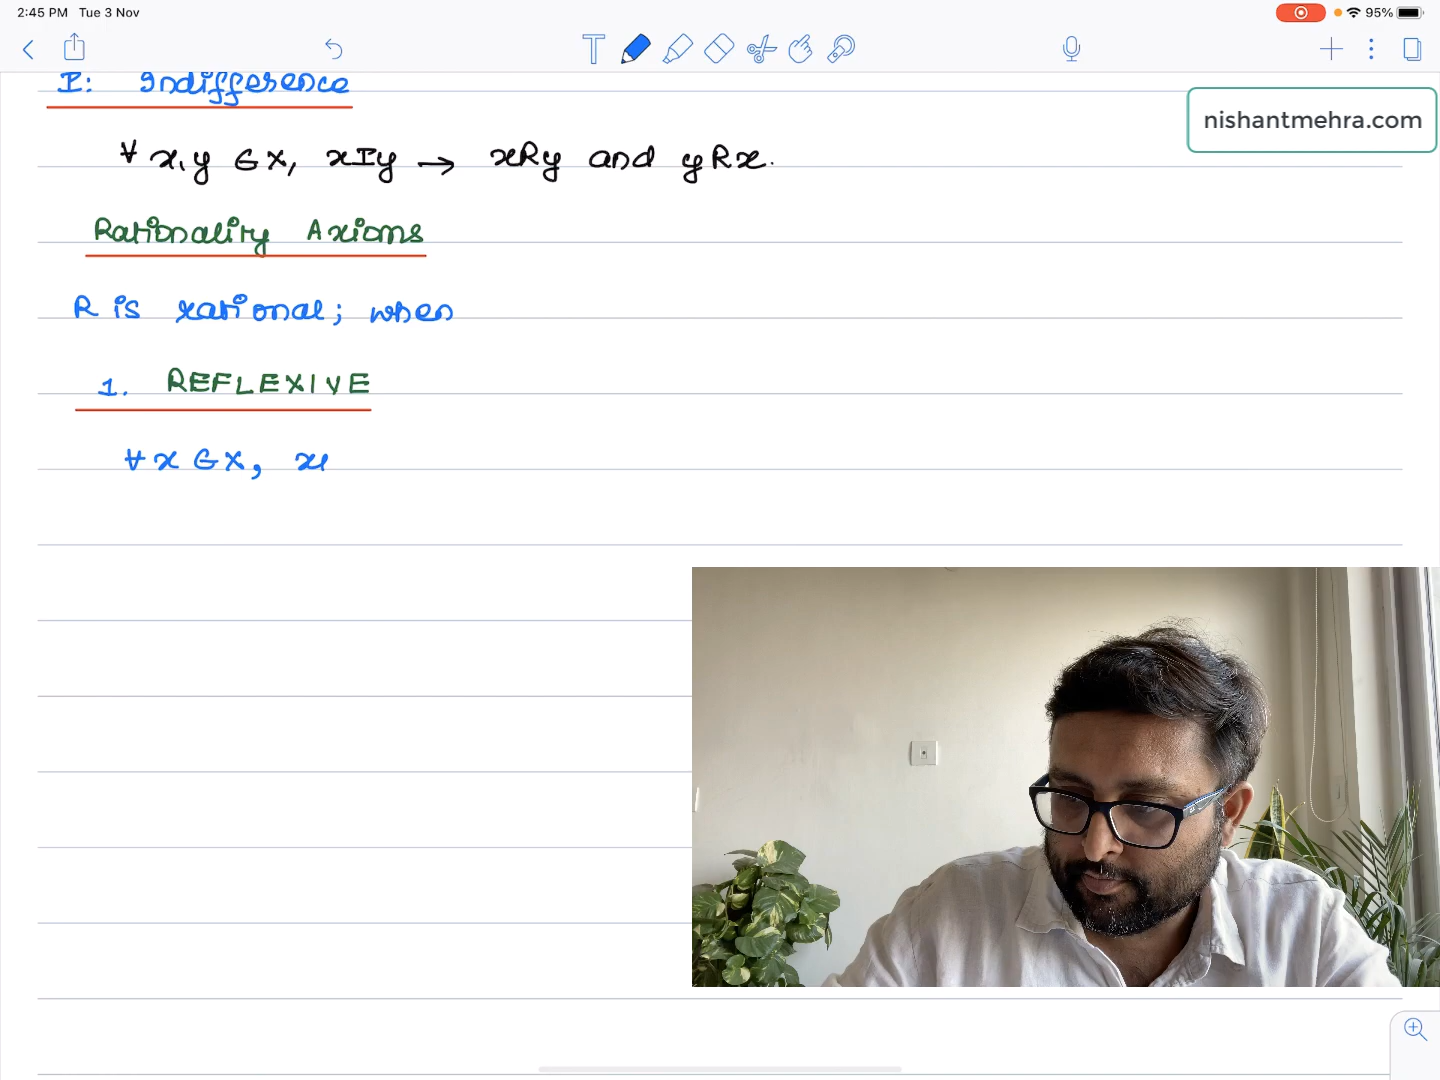 2:45 PM Tue 3 Nov
95%
T
nishantmehra.com
I: Indifference
∀ x,y ∈ X, xIy → xRy and yRx.
Rationality Axioms
R is rational; when
1. REFLEXIVE
∀ x ∈ X, x